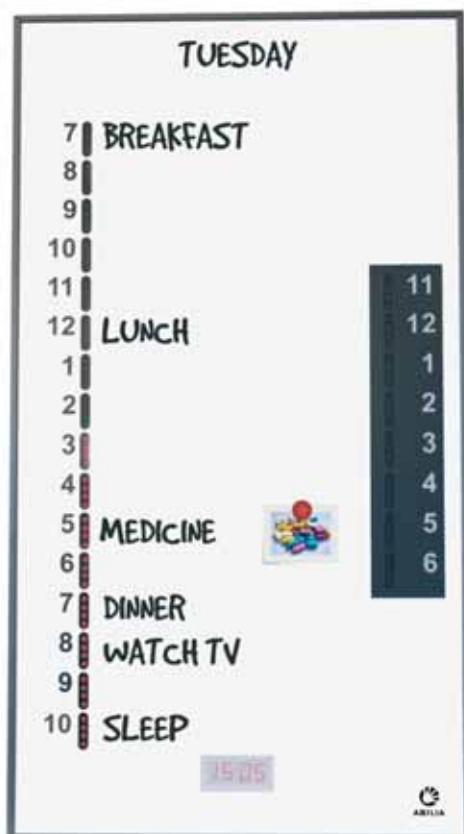 TUESDAY
7 BREAKFAST
8
9
10
11
12 LUNCH
1
2
3
4
5 MEDICINE
6
7 DINNER
8 WATCH TV
9
10 SLEEP
11
12
1
2
3
4
5
6
15:05
ABILIA